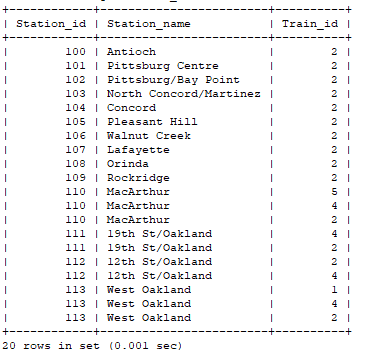 +------------+------------------------+----------+
| Station_id | Station_name | Train_id |
+------------+------------------------+----------+
| 100 | Antioch | 2 |
| 101 | Pittsburg Centre | 2 |
| 102 | Pittsburg/Bay Point | 2 |
| 103 | North Concord/Martinez | 2 |
| 104 | Concord | 2 |
| 105 | Pleasant Hill | 2 |
| 106 | Walnut Creek | 2 |
| 107 | Lafayette | 2 |
| 108 | Orinda | 2 |
| 109 | Rockridge | 2 |
| 110 | MacArthur | 5 |
| 110 | MacArthur | 4 |
| 110 | MacArthur | 2 |
| 111 | 19th St/Oakland | 4 |
| 111 | 19th St/Oakland | 2 |
| 112 | 12th St/Oakland | 2 |
| 112 | 12th St/Oakland | 4 |
| 113 | West Oakland | 1 |
| 113 | West Oakland | 4 |
| 113 | West Oakland | 2 |
+------------+------------------------+----------+
20 rows in set (0.001 sec)